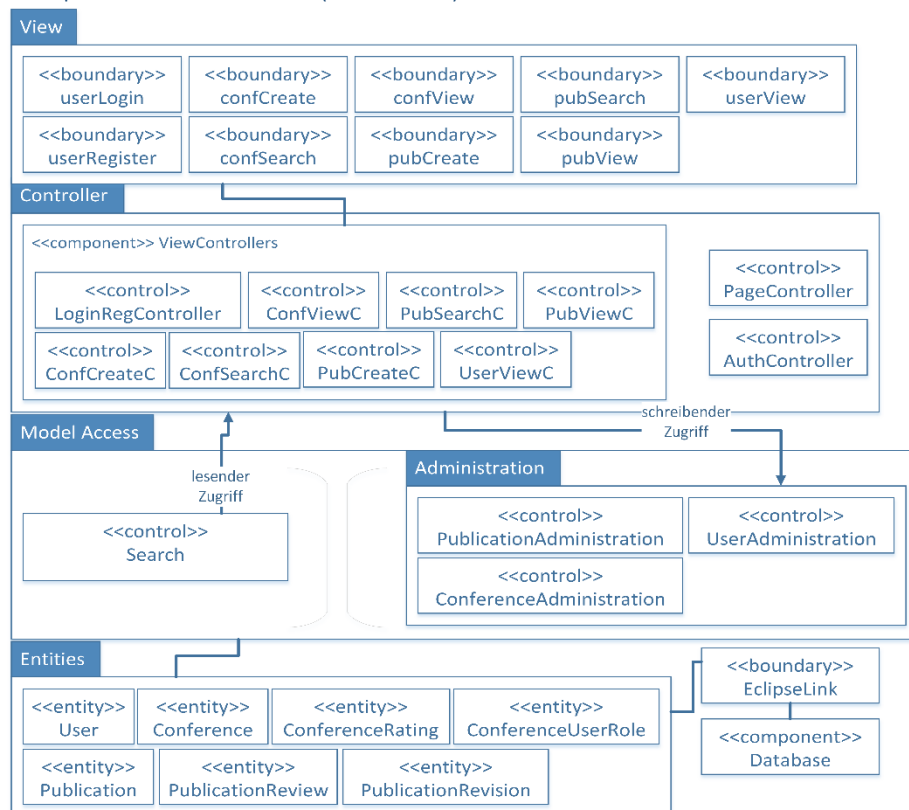 View
<<boundary>>
userLogin
<<boundary>>
confCreate
<<boundary>>
confView
<<boundary>>
pubSearch
<<boundary>>
userView
<<boundary>>
userRegister
<<boundary>>
confSearch
<<boundary>>
pubCreate
<<boundary>>
pubView
Controller
<<component>> ViewControllers
<<control>>
LoginRegController
<<control>>
ConfViewC
<<control>>
PubSearchC
<<control>>
PubViewC
<<control>>
ConfCreateC
<<control>>
ConfSearchC
<<control>>
PubCreateC
<<control>>
UserViewC
<<control>>
PageController
<<control>>
AuthController
schreibender
Zugriff
Model Access
lesender
Zugriff
<<control>>
Search
Administration
<<control>>
PublicationAdministration
<<control>>
UserAdministration
<<control>>
ConferenceAdministration
Entities
<<entity>>
User
<<entity>>
Conference
<<entity>>
ConferenceRating
<<entity>>
ConferenceUserRole
<<entity>>
Publication
<<entity>>
PublicationReview
<<entity>>
PublicationRevision
<<boundary>>
EclipseLink
<<component>>
Database